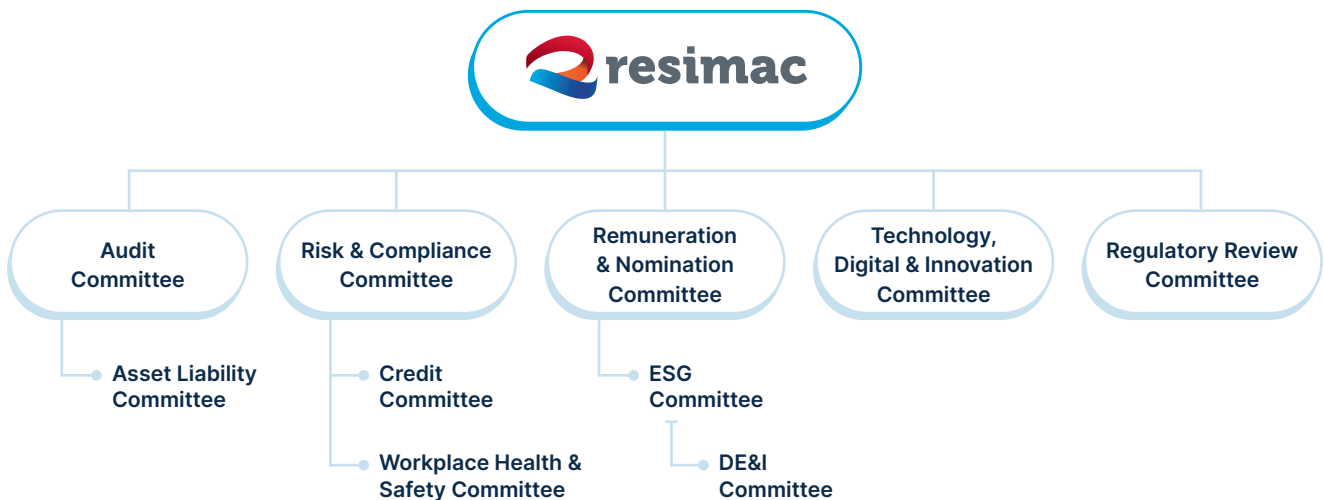 resimac
Audit
Committee
Risk & Compliance
Committee
Remuneration
& Nomination
Committee
Technology,
Digital & Innovation
Committee
Regulatory Review
Committee
Asset Liability
Committee
Credit
Committee
Workplace Health &
Safety Committee
ESG
Committee
DE&I
Committee